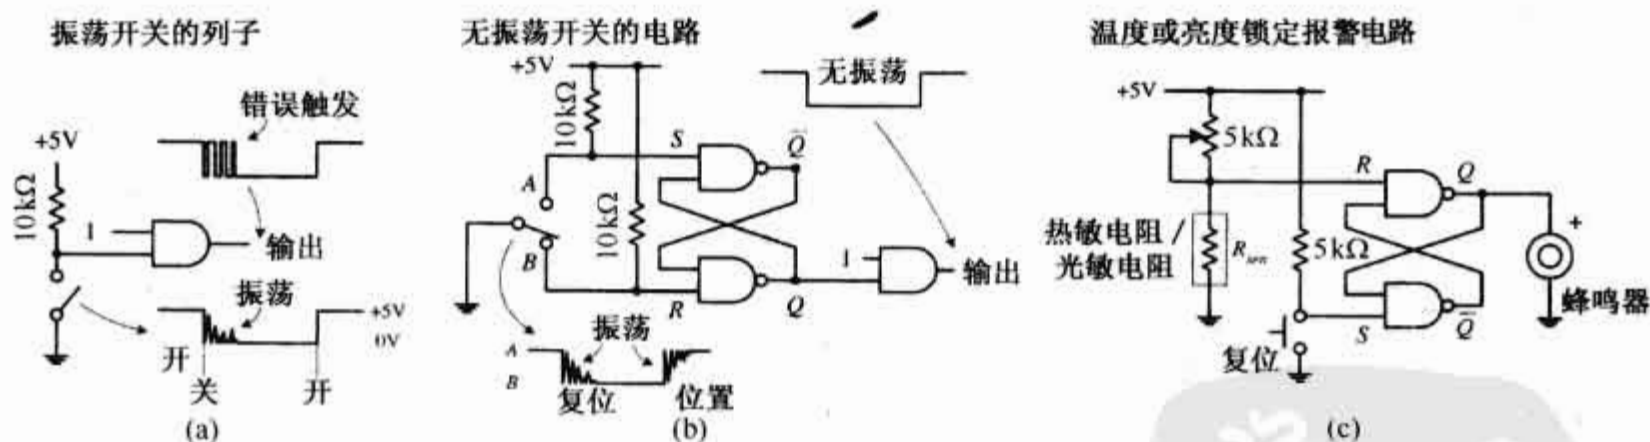 振荡开关的列子
+5V
10kΩ
1
错误触发
输出
振荡
+5V
0V
开
关
开
(a)
无振荡开关的电路
+5V
10kΩ
10kΩ
A
B
S
R
Q̄
Q
1
无振荡
输出
振荡
A
B
复位
位置
(b)
温度或亮度锁定报警电路
+5V
5kΩ
R
Q
热敏电阻/
光敏电阻
5kΩ
S
Q̄
+
蜂鸣器
复位
(c)